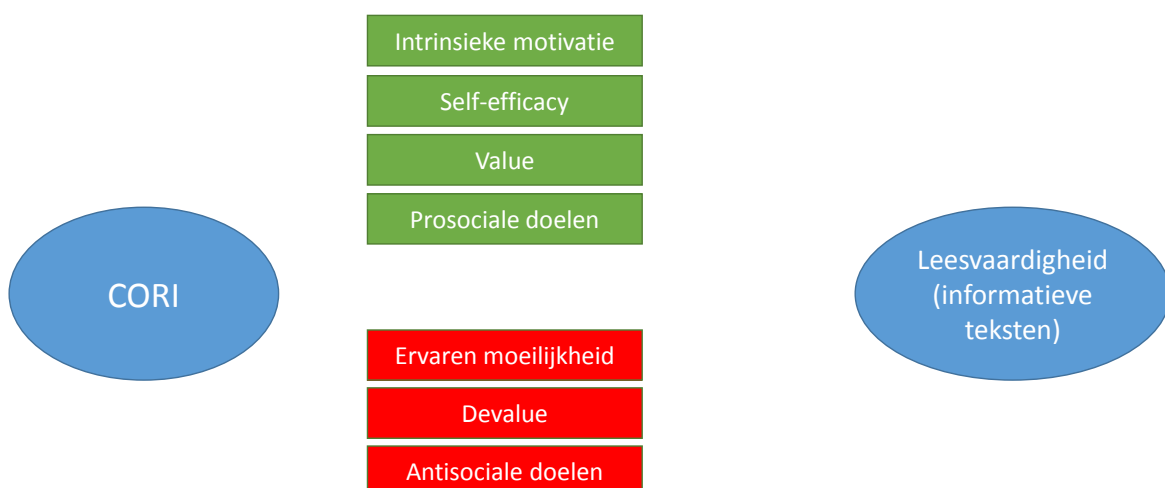 Intrinsieke motivatie
Self-efficacy
Value
Prosociale doelen
CORI
Leesvaardigheid
(informatieve
teksten)
Ervaren moeilijkheid
Devalue
Antisociale doelen